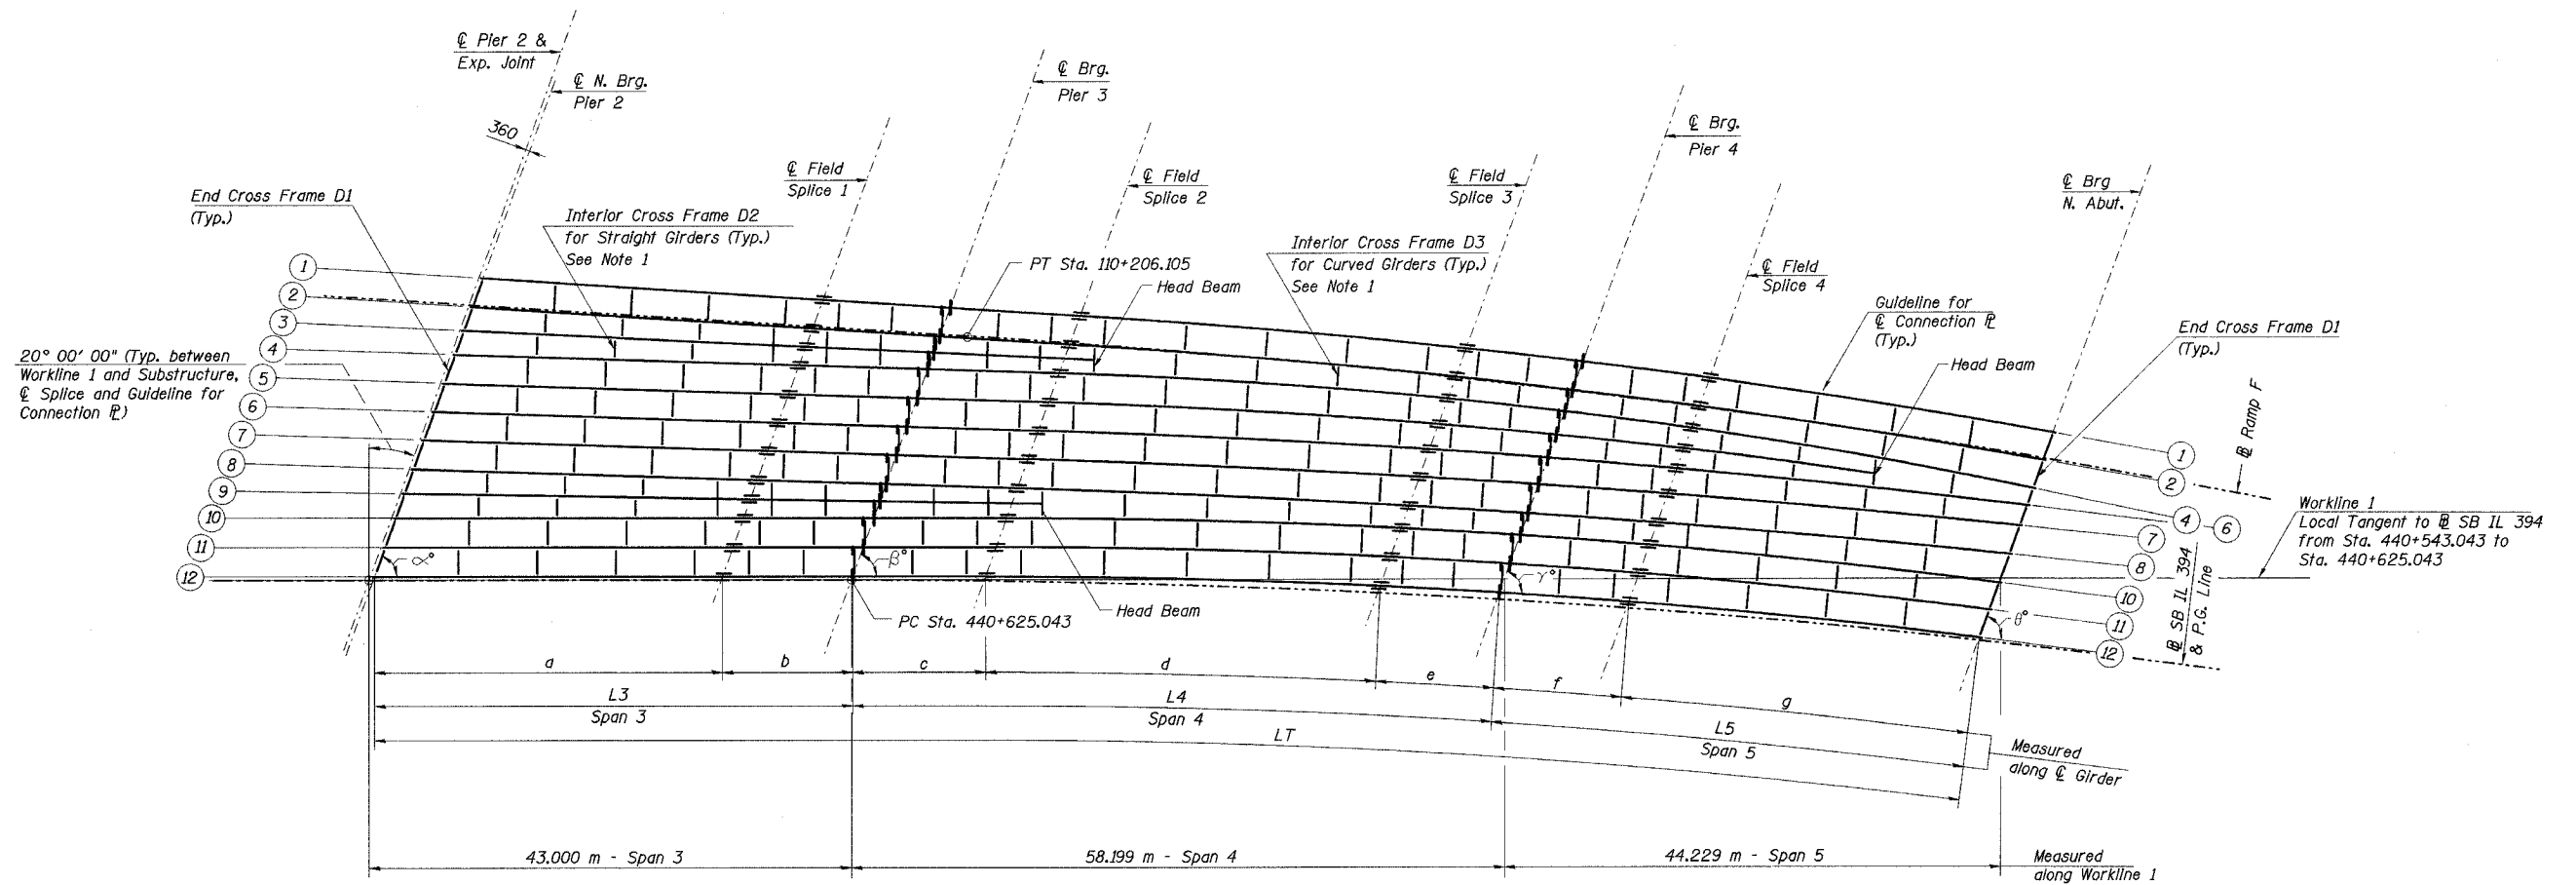 ℄ Pier 2 &
Exp. Joint
℄ N. Brg.
Pier 2
360
℄ Brg.
Pier 3
℄ Field
Splice 1
℄ Field
Splice 2
℄ Field
Splice 3
℄ Brg.
Pier 4
℄ Field
Splice 4
℄ Brg
N. Abut.
End Cross Frame D1
(Typ.)
Interior Cross Frame D2
for Straight Girders (Typ.)
See Note 1
PT Sta. 110+206.105
Head Beam
Interior Cross Frame D3
for Curved Girders (Typ.)
See Note 1
Guideline for
℄ Connection ⅊
(Typ.)
End Cross Frame D1
(Typ.)
Head Beam
20° 00' 00" (Typ. between
Workline 1 and Substructure,
℄ Splice and Guideline for
Connection ⅊)
1
2
3
4
5
6
7
8
9
10
11
12
α°
β°
γ°
θ°
1
2
4
6
7
8
10
11
12
Ramp F
Workline 1
Local Tangent to SB IL 394
from Sta. 440+543.043 to
Sta. 440+625.043
SB IL 394
& P.G. Line
PC Sta. 440+625.043
Head Beam
a
b
c
d
e
f
g
L3
Span 3
L4
Span 4
L5
Span 5
LT
Measured
along ℄ Girder
43.000 m - Span 3
58.199 m - Span 4
44.229 m - Span 5
Measured
along Workline 1